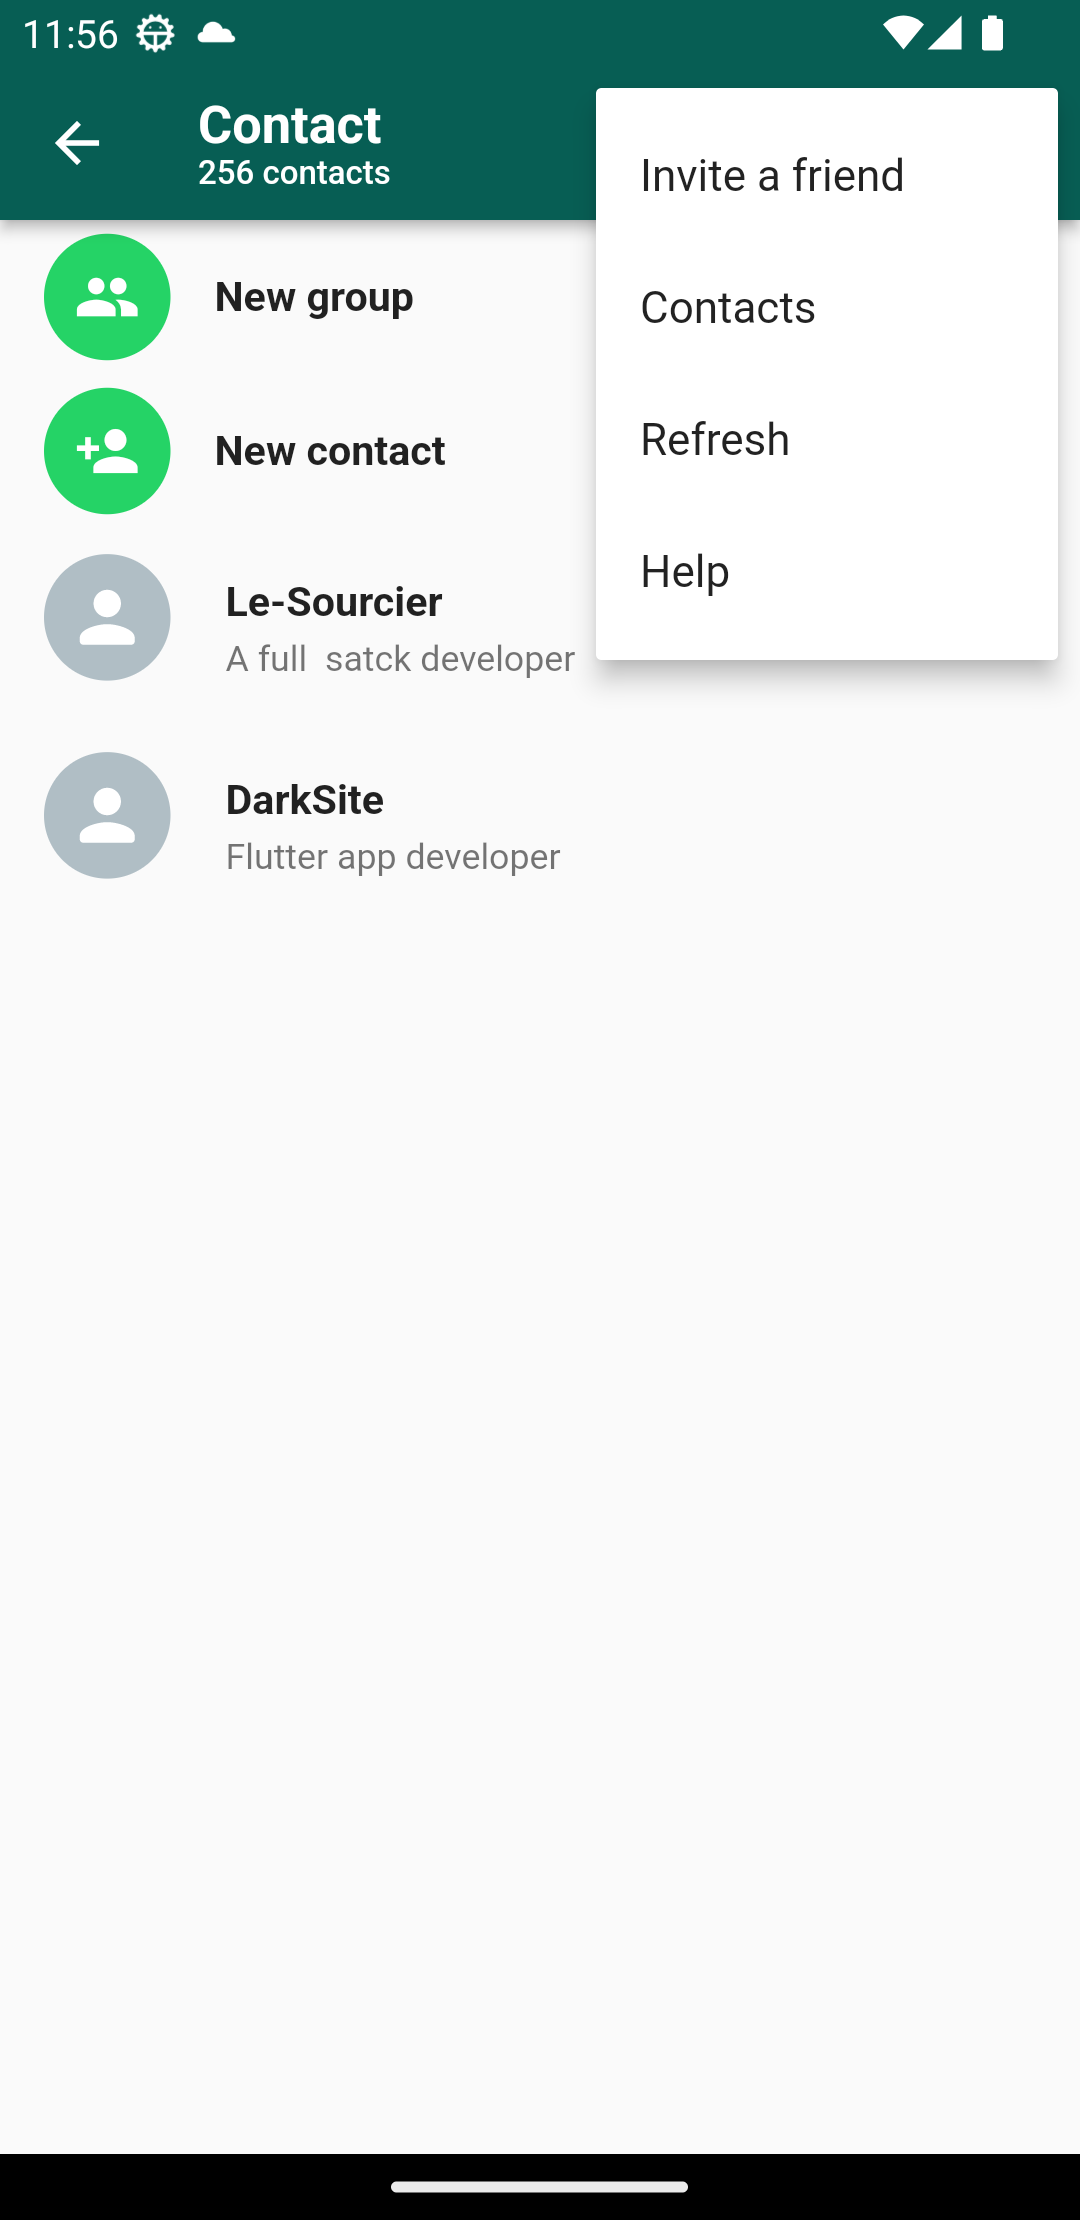 11:56
Contact
256 contacts
Invite a friend
Contacts
Refresh
Help
New group
New contact
Le-Sourcier
A full  satck developer
DarkSite
Flutter app developer